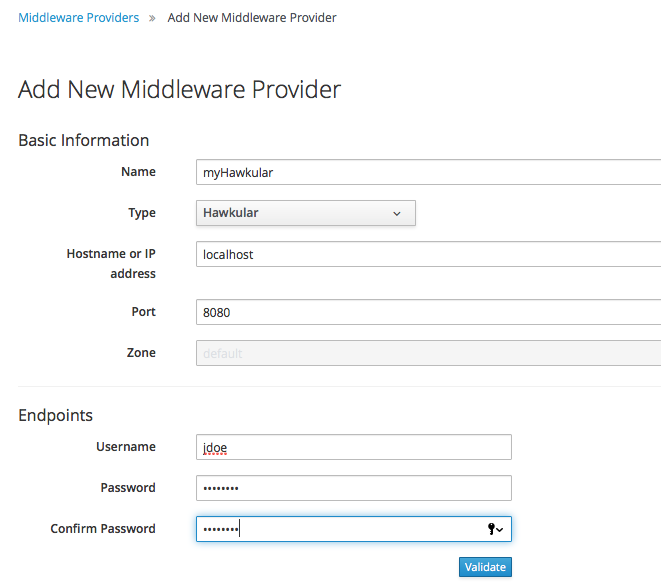 Middleware Providers » Add New Middleware Provider
Add New Middleware Provider
Basic Information
Name myHawkular
Type Hawkular
Hostname or IP address localhost
Port 8080
Zone default
Endpoints
Username jdoe
Password ••••••••
Confirm Password ••••••••
Validate